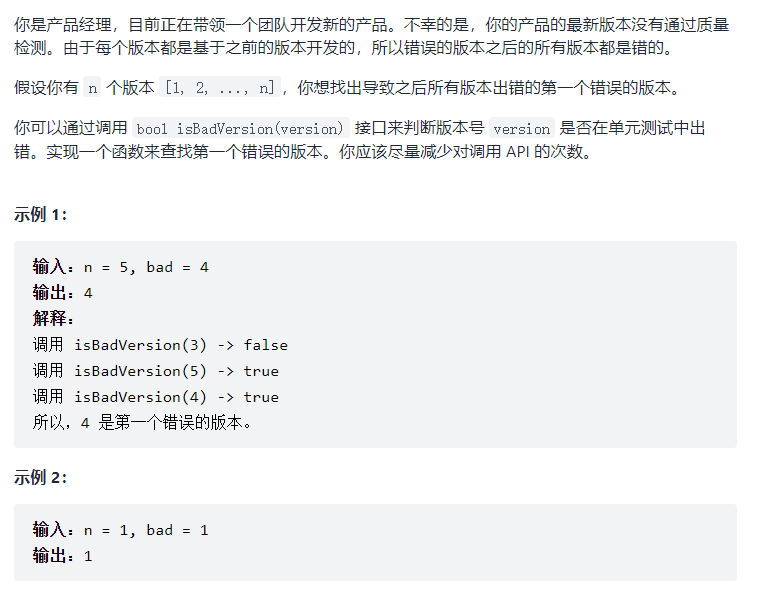 你是产品经理，目前正在带领一个团队开发新的产品。不幸的是，你的产品的最新版本没有通过质量
检测。由于每个版本都是基于之前的版本开发的，所以错误的版本之后的所有版本都是错的。
假设你有 n 个版本 [1, 2, ..., n]，你想找出导致之后所有版本出错的第一个错误的版本。
你可以通过调用 bool isBadVersion(version) 接口来判断版本号 version 是否在单元测试中出
错。实现一个函数来查找第一个错误的版本。你应该尽量减少对调用 API 的次数。
示例 1：
输入：n = 5, bad = 4
输出：4
解释：
调用 isBadVersion(3) -> false
调用 isBadVersion(5) -> true
调用 isBadVersion(4) -> true
所以，4 是第一个错误的版本。
示例 2：
输入：n = 1, bad = 1
输出：1